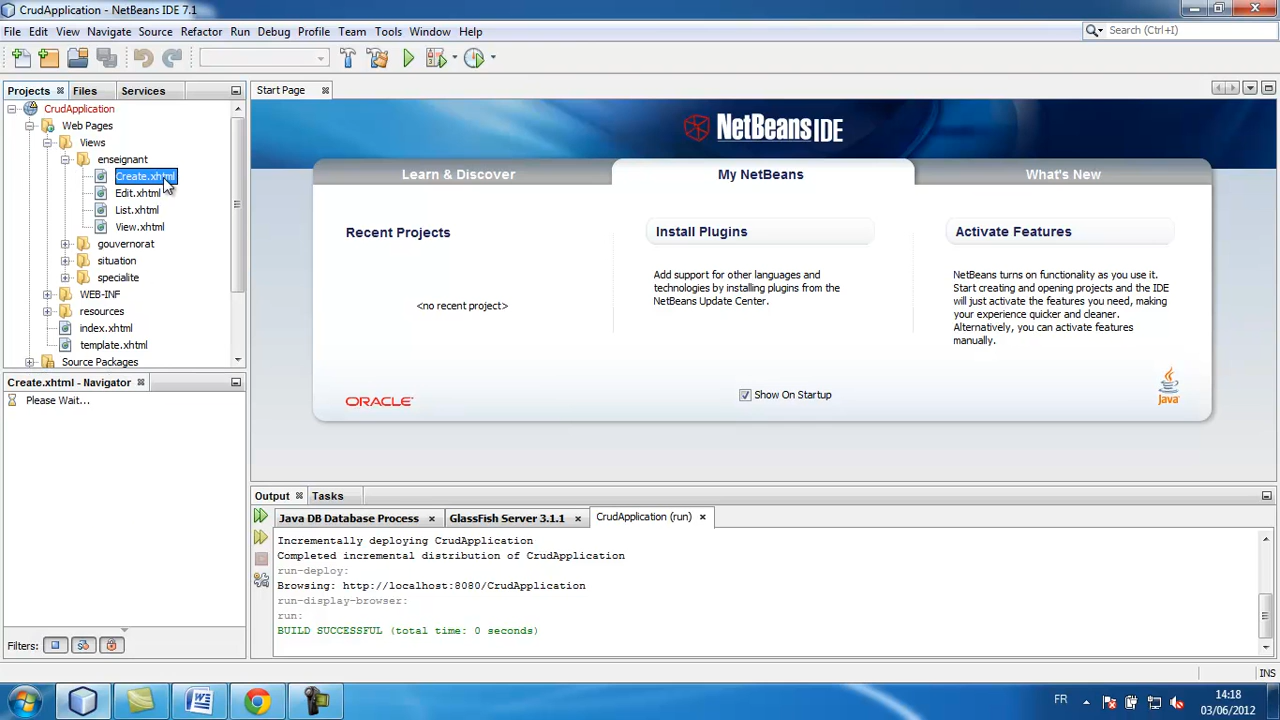 CrudApplication - NetBeans IDE 7.1
File Edit View Navigate Source Refactor Run Debug Profile Team Tools Window Help
Search (Ctrl+I)
Projects Files Services
Start Page
CrudApplication
Web Pages
Views
enseignant
Create.xhtml
Edit.xhtml
List.xhtml
View.xhtml
gouvernorat
situation
specialite
WEB-INF
resources
index.xhtml
template.xhtml
Source Packages
Create.xhtml - Navigator
Please Wait...
Filters:
NetBeans IDE
Learn & Discover
My NetBeans
What's New
Recent Projects
<no recent project>
Install Plugins
Add support for other languages and
technologies by installing plugins from the
NetBeans Update Center.
Activate Features
NetBeans turns on functionality as you use it.
Start creating and opening projects and the IDE
will just activate the features you need, making
your experience quicker and cleaner.
Alternatively, you can activate features
manually.
ORACLE
Show On Startup
Java
Output Tasks
Java DB Database Process
GlassFish Server 3.1.1
CrudApplication (run)
Incrementally deploying CrudApplication
Completed incremental distribution of CrudApplication
run-deploy:
Browsing: http://localhost:8080/CrudApplication
run-display-browser:
run:
BUILD SUCCESSFUL (total time: 0 seconds)
INS
FR
14:18
03/06/2012